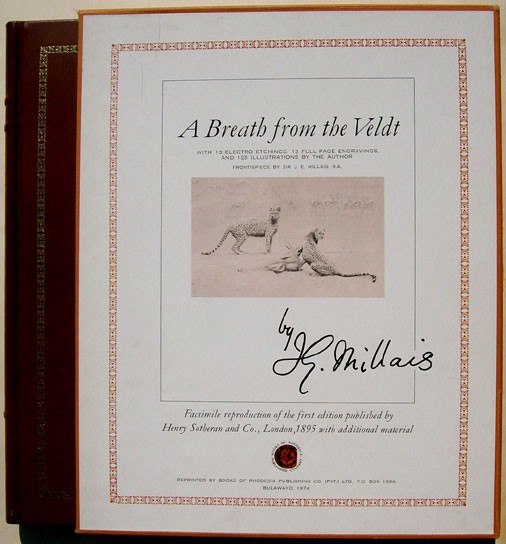 A Breath from the Veldt
WITH 13 ELECTRO ETCHINGS, 12 FULL-PAGE ENGRAVINGS,
AND 125 ILLUSTRATIONS BY THE AUTHOR
FRONTISPIECE BY SIR J. E. MILLAIS, R.A.
by
J.G. Millais
Facsimile reproduction of the first edition published by
Henry Sotheran and Co., London, 1895 with additional material
REPRINTED BY BOOKS OF RHODESIA PUBLISHING CO. (PVT.) LTD., P.O. BOX 1994
BULAWAYO, 1974